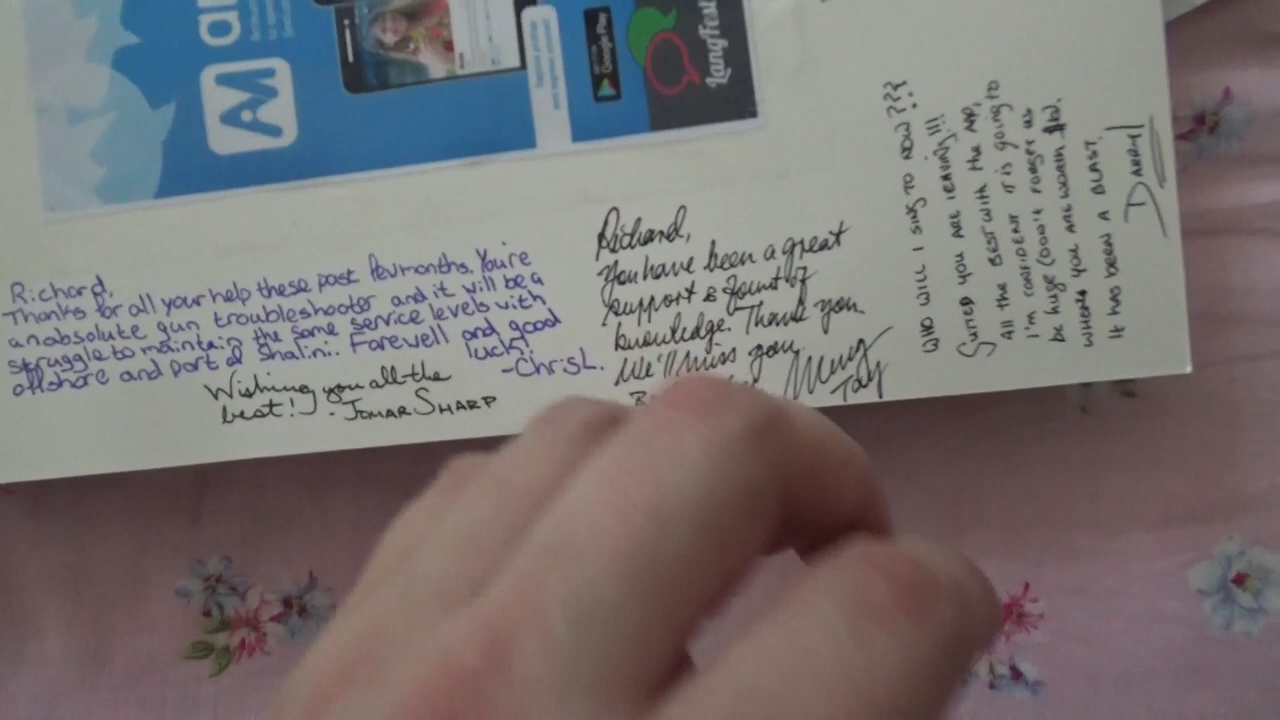 Google Play
LangFest
Richard,
Thanks for all your help these past few months. You're
an absolute gun troubleshooter and it will be a
struggle to maintain the same service levels with
offshore and part of Shalini. Farewell and good
luck!
-Chris L.
Wishing you all the
best! - JOMAR SHARP
Richard,
You have been a great
support & fount of
knowledge. Thank you.
We'll miss you
WHO WILL I SING TO NOW???
SUITED YOU ARE LEAVING!!!
All the BEST WITH THE APP,
I'm CONFIDENT IT IS GOING TO
be huge (DON'T FORGET US
WHEN YOU ARE WORTH $b).
It HAS BEEN A BLAST.
DARRYL